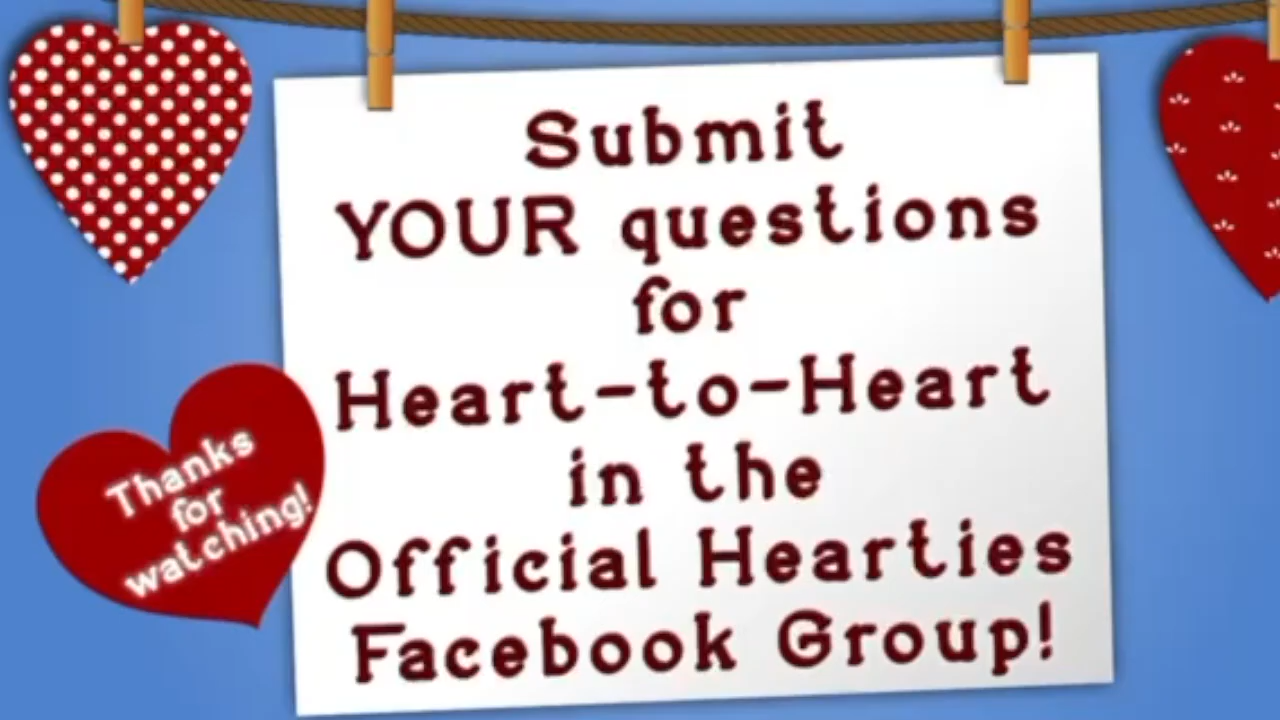 Submit
YOUR questions
for
Heart-to-Heart
in the
Official Hearties
Facebook Group!
Thanks
for
watching!